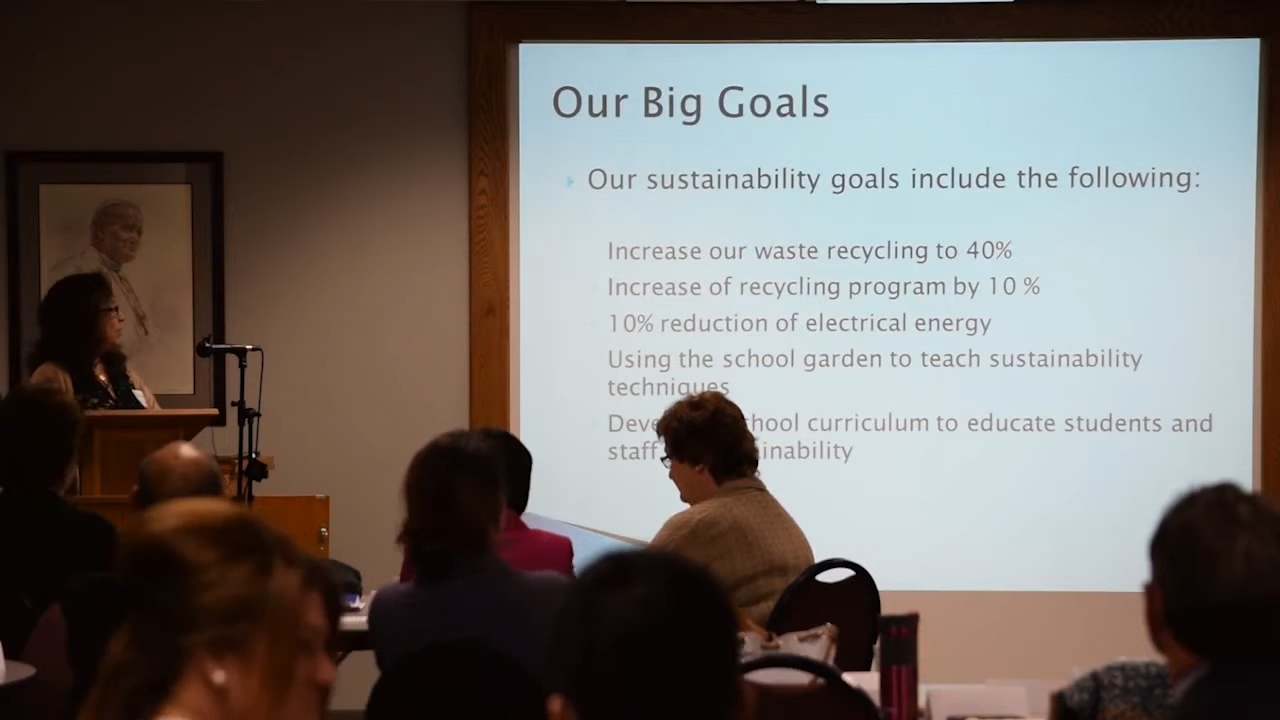 Our Big Goals
Our sustainability goals include the following:
Increase our waste recycling to 40%
Increase of recycling program by 10 %
10% reduction of electrical energy
Using the school garden to teach sustainability
techniques
curriculum to educate students and
staff